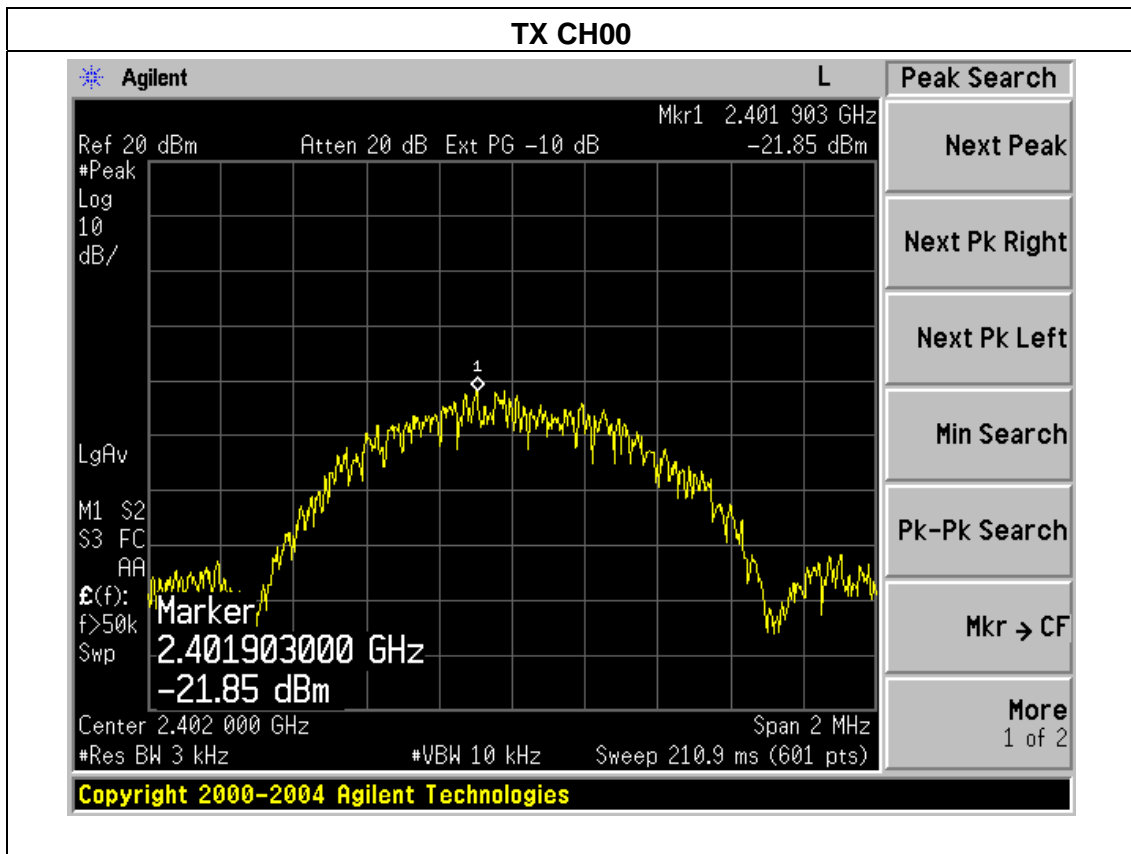 TX CH00
Agilent L Peak Search
Mkr1 2.401 903 GHz
Ref 20 dBm Atten 20 dB Ext PG -10 dB -21.85 dBm
#Peak
Log
10
dB/
1
LgAv
M1 S2
S3 FC
AA
£(f):
f>50k
Swp
Marker
2.401903000 GHz
-21.85 dBm
Center 2.402 000 GHz Span 2 MHz
#Res BW 3 kHz #VBW 10 kHz Sweep 210.9 ms (601 pts)
Copyright 2000-2004 Agilent Technologies
Next Peak
Next Pk Right
Next Pk Left
Min Search
Pk-Pk Search
Mkr → CF
More
1 of 2